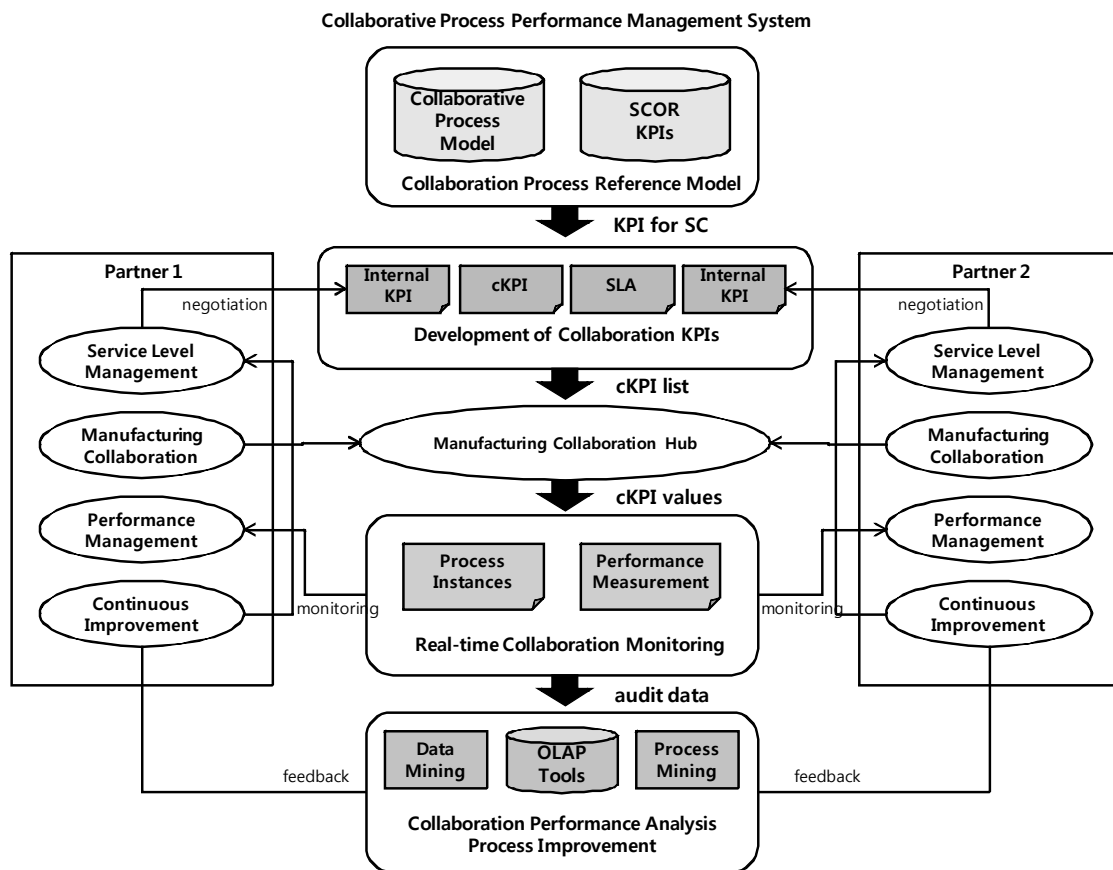 Collaborative Process Performance Management System
Collaborative
Process
Model
SCOR
KPIs
Collaboration Process Reference Model
KPI for SC
Partner 1
negotiation
Service Level
Management
Manufacturing
Collaboration
Performance
Management
Continuous
Improvement
Internal
KPI
cKPI
SLA
Internal
KPI
Development of Collaboration KPIs
cKPI list
Manufacturing Collaboration Hub
cKPI values
Process
Instances
Performance
Measurement
Real-time Collaboration Monitoring
monitoring
monitoring
Partner 2
negotiation
Service Level
Management
Manufacturing
Collaboration
Performance
Management
Continuous
Improvement
audit data
Data
Mining
OLAP
Tools
Process
Mining
Collaboration Performance Analysis
Process Improvement
feedback
feedback